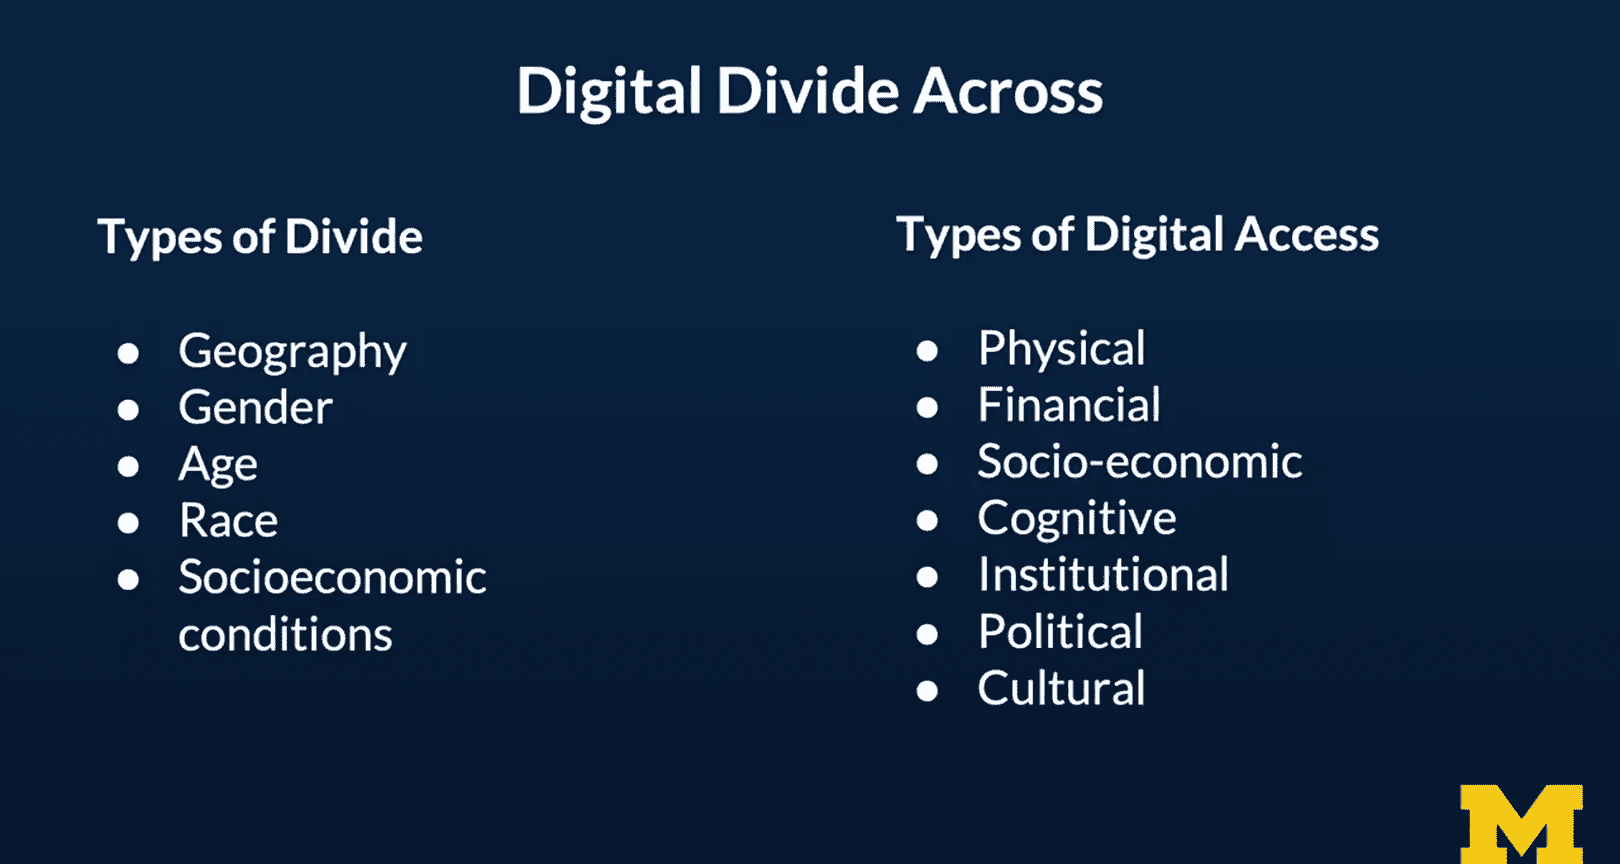 Digital Divide Across
Types of Divide
● Geography
● Gender
● Age
● Race
● Socioeconomic
conditions
Types of Digital Access
● Physical
● Financial
● Socio-economic
● Cognitive
● Institutional
● Political
● Cultural
M